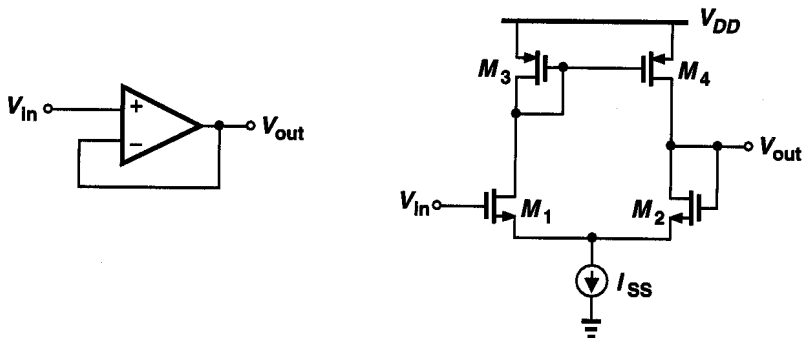 V_DD
M_3
M_4
V_in
+
−
V_out
V_out
V_in
M_1
M_2
I_SS